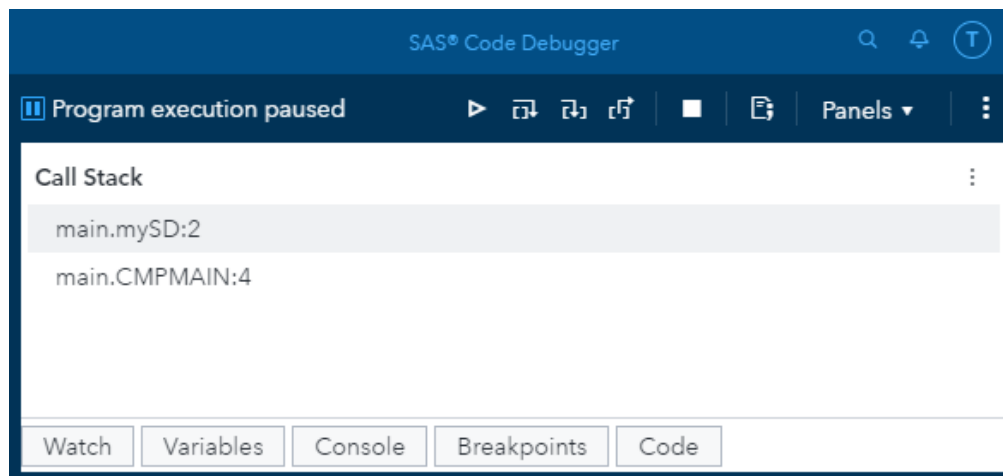 SAS® Code Debugger
T
Program execution paused
Panels
Call Stack
main.mySD:2
main.CMPMAIN:4
Watch Variables Console Breakpoints Code